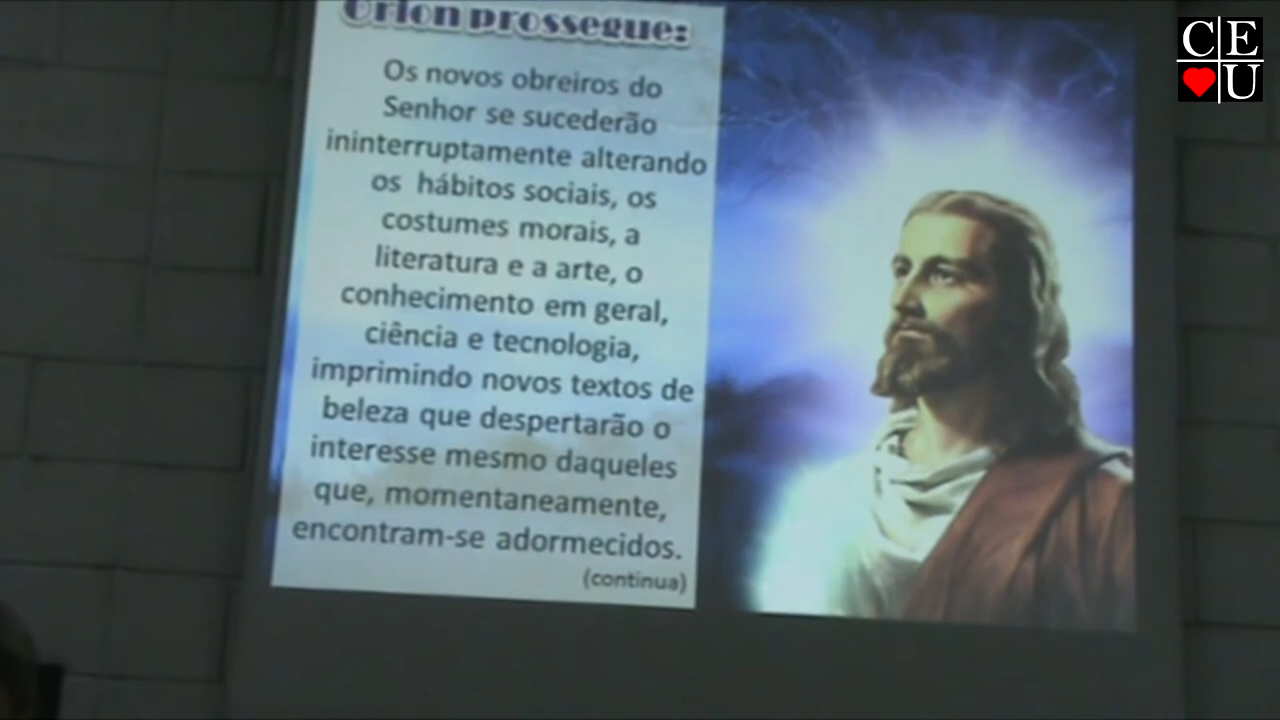 Órion prossegue:
Os novos obreiros do
Senhor se sucederão
ininterruptamente alterando
os hábitos sociais, os
costumes morais, a
literatura e a arte, o
conhecimento em geral,
ciência e tecnologia,
imprimindo novos textos de
beleza que despertarão o
interesse mesmo daqueles
que, momentaneamente,
encontram-se adormecidos.
(continua)
CE
U